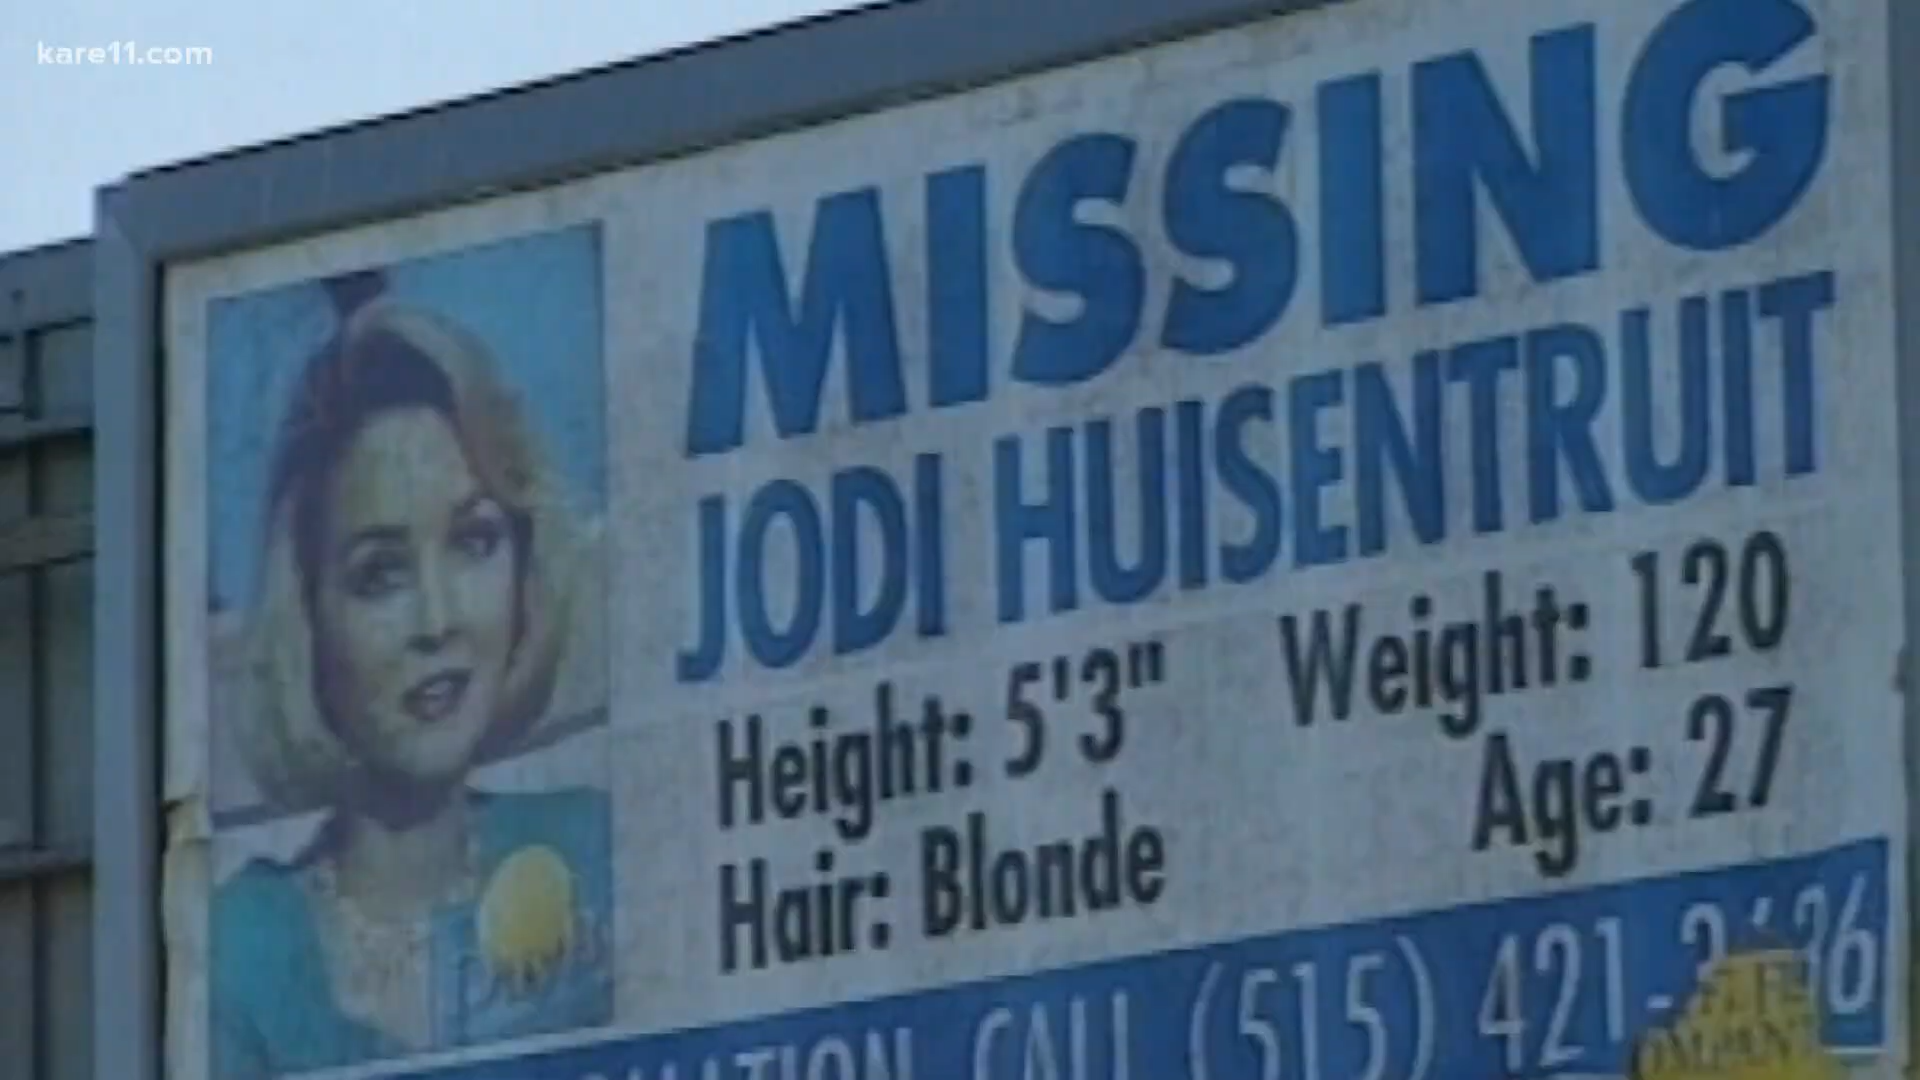 kare11.com
MISSING
JODI HUISENTRUIT
Height: 5'3" Weight: 120
Hair: Blonde Age: 27
CALL (515) 421-